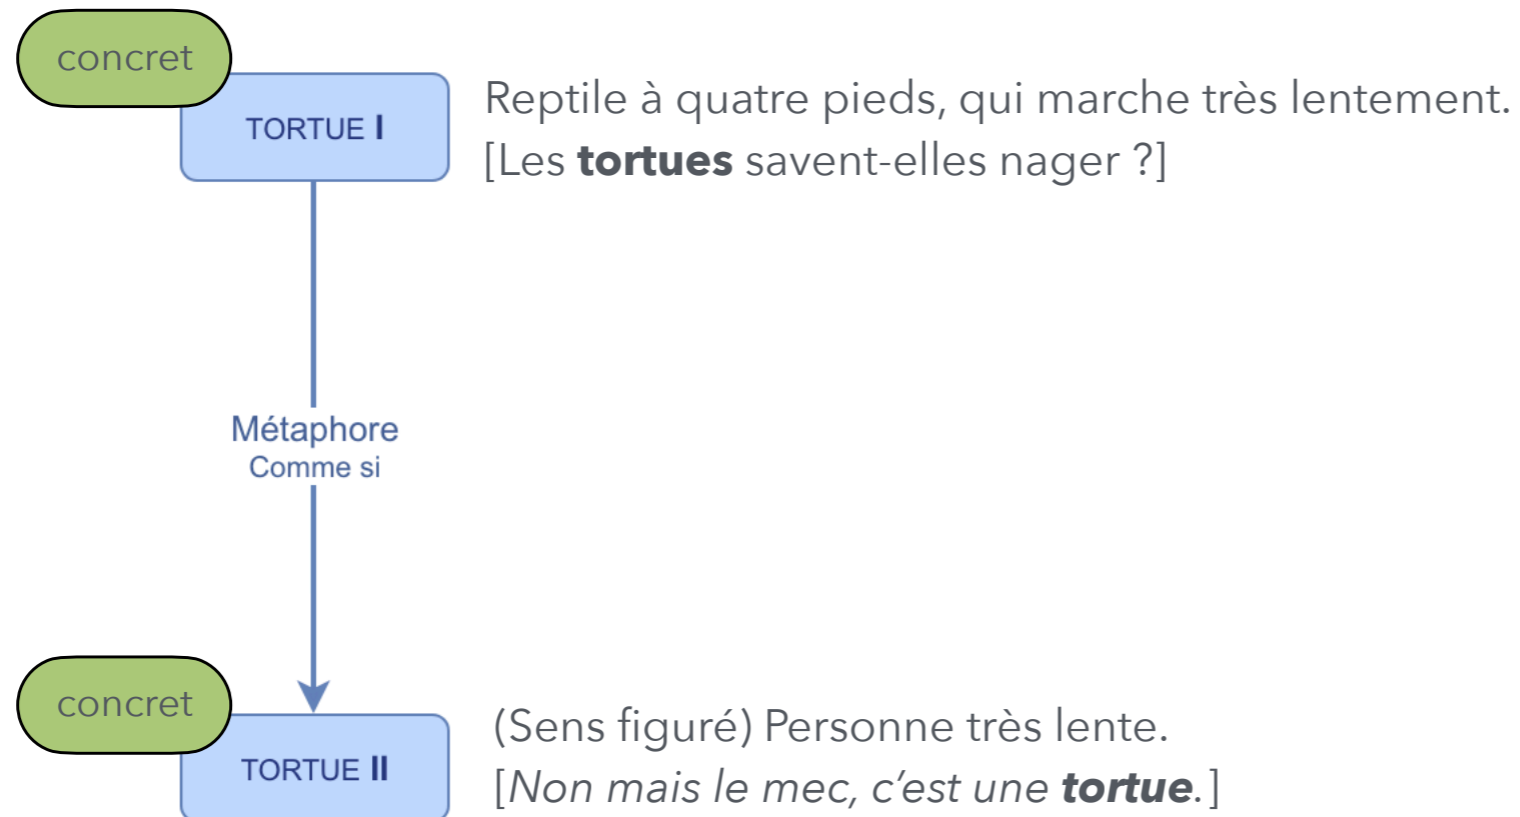 concret
TORTUE I
Reptile à quatre pieds, qui marche très lentement.
[Les tortues savent-elles nager ?]
Métaphore
Comme si
concret
TORTUE II
(Sens figuré) Personne très lente.
[Non mais le mec, c’est une tortue.]